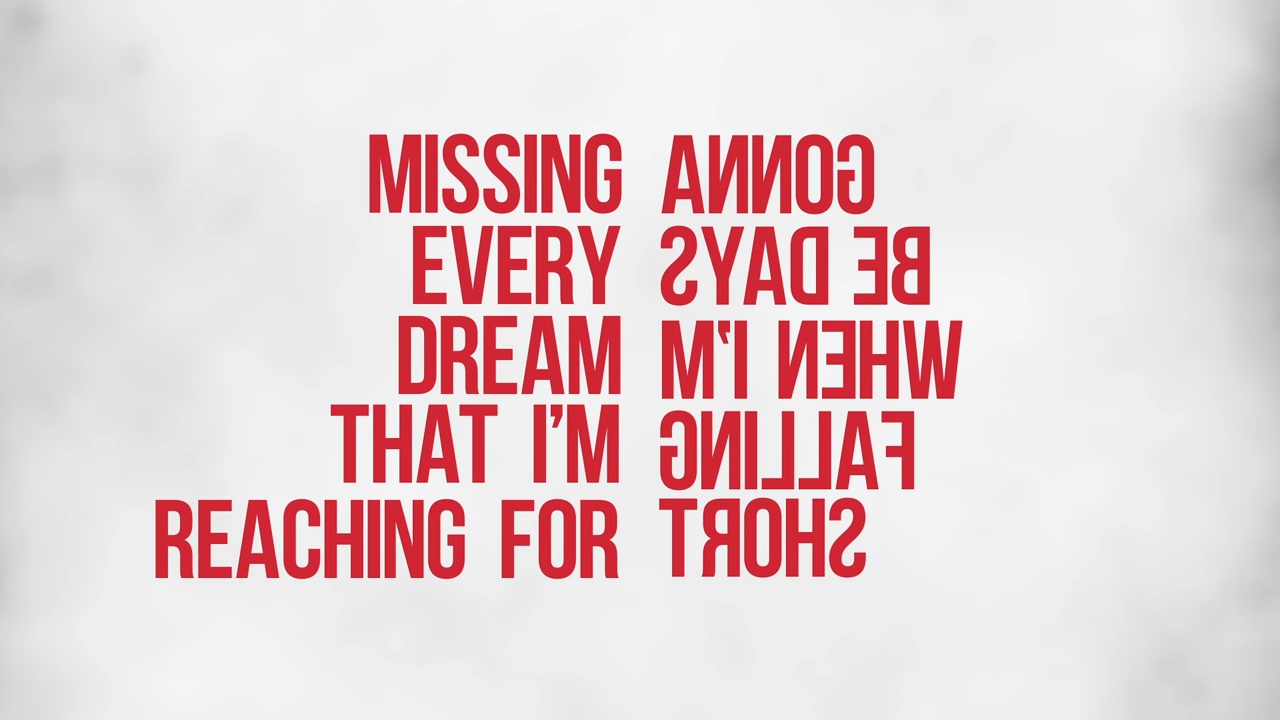 MISSING
EVERY
DREAM
THAT I'M
REACHING FOR
GONNA
BE DAYS
WHEN I'M
FALLING
SHORT